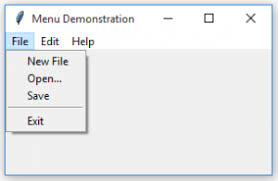 Menu Demonstration
File Edit Help
New File
Open...
Save
Exit